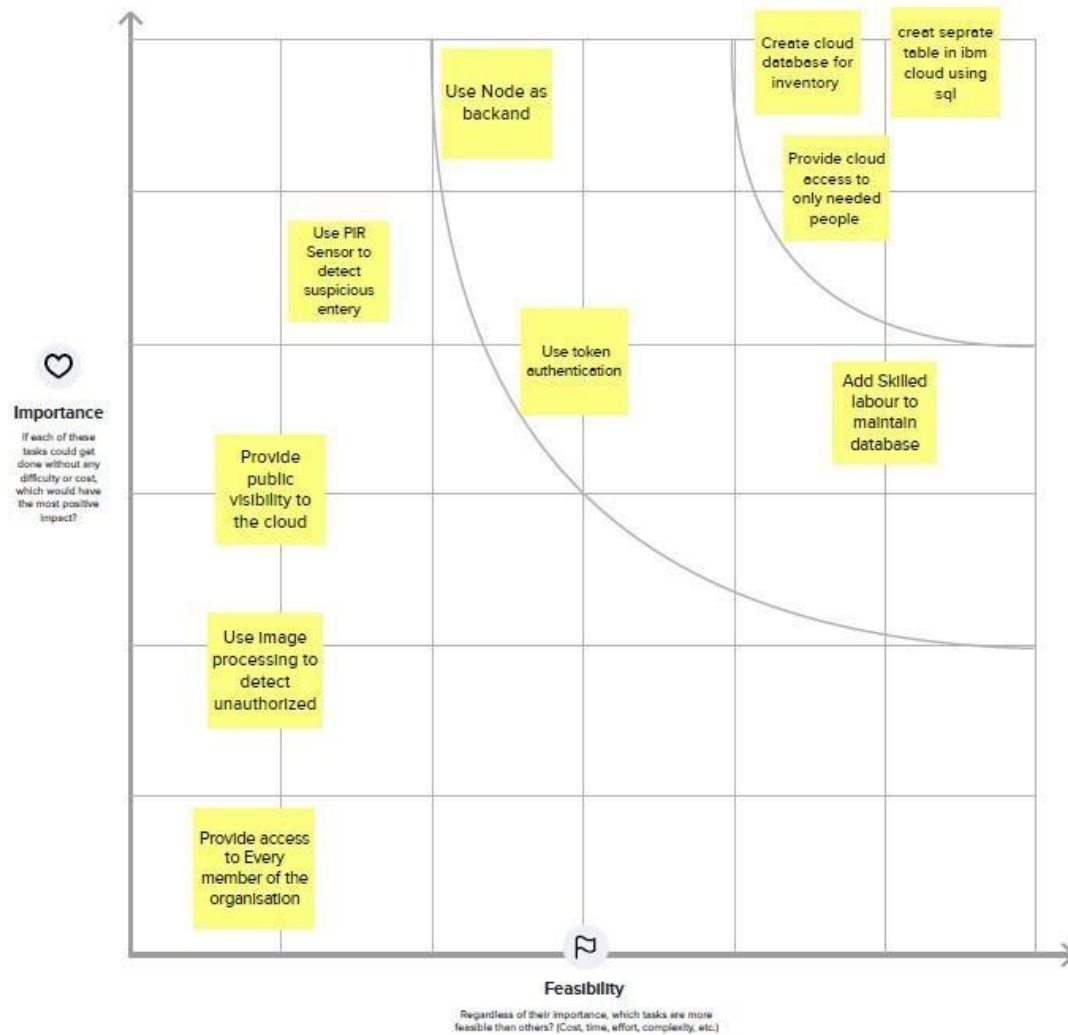 Create cloud
database for
inventory
creat seprate
table in ibm
cloud using
sql
Use Node as
backand
Provide cloud
access to
only needed
people
Use PIR
Sensor to
detect
suspicious
entery
Use token
authentication
Add Skilled
labour to
maintain
database
Importance
If each of these
tasks could get
done without any
difficulty or cost,
which would have
the most positive
impact?
Provide
public
visibility to
the cloud
Use image
processing to
detect
unauthorized
Provide access
to Every
member of the
organisation
Feasibility
Regardless of their importance, which tasks are more
feasible than others? (Cost, time, effort, complexity, etc.)